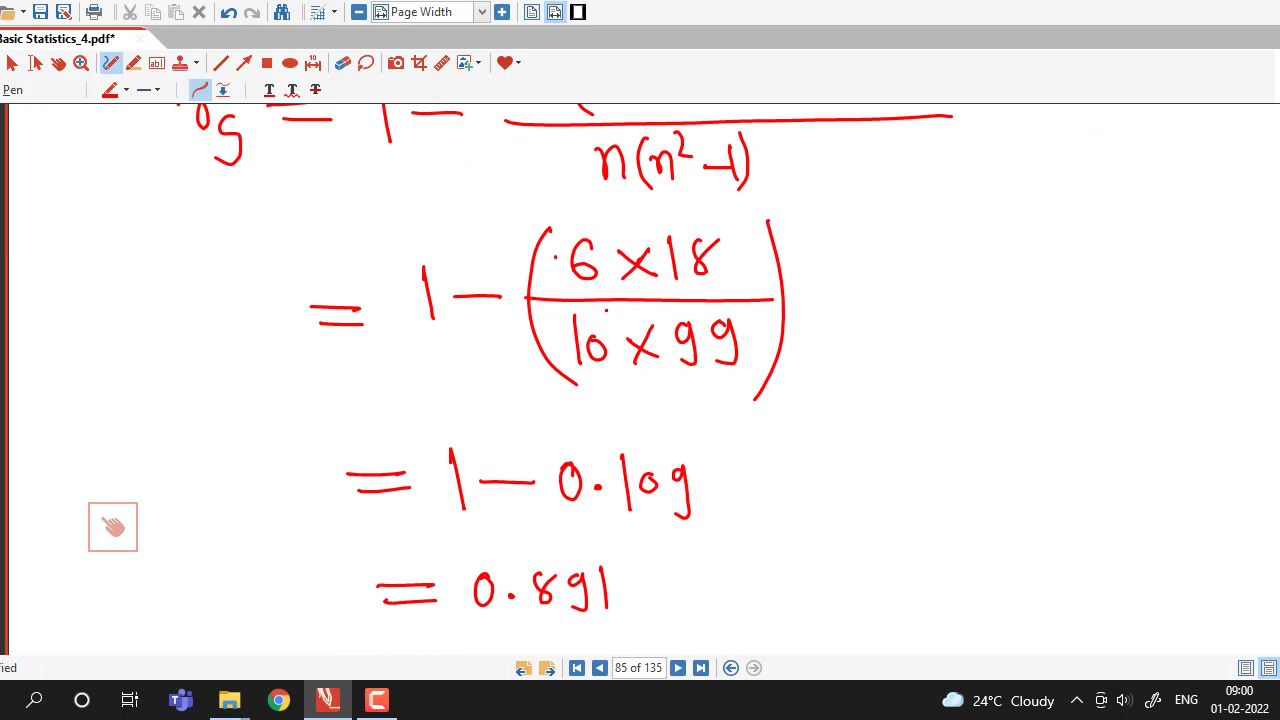 Page Width
Basic Statistics_4.pdf*
Pen
= 1 -
n(n² -1)
= 1 - (6 × 18 / 10 × 99)
= 1 - 0.109
= 0.891
85 of 135
24°C Cloudy
ENG
09:00
01-02-2022